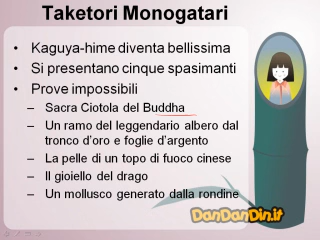 Taketori Monogatari
• Kaguya-hime diventa bellissima
• Si presentano cinque spasimanti
• Prove impossibili
– Sacra Ciotola del Buddha
– Un ramo del leggendario albero dal
tronco d'oro e foglie d'argento
– La pelle di un topo di fuoco cinese
– Il gioiello del drago
– Un mollusco generato dalla rondine
DanDanDin.it